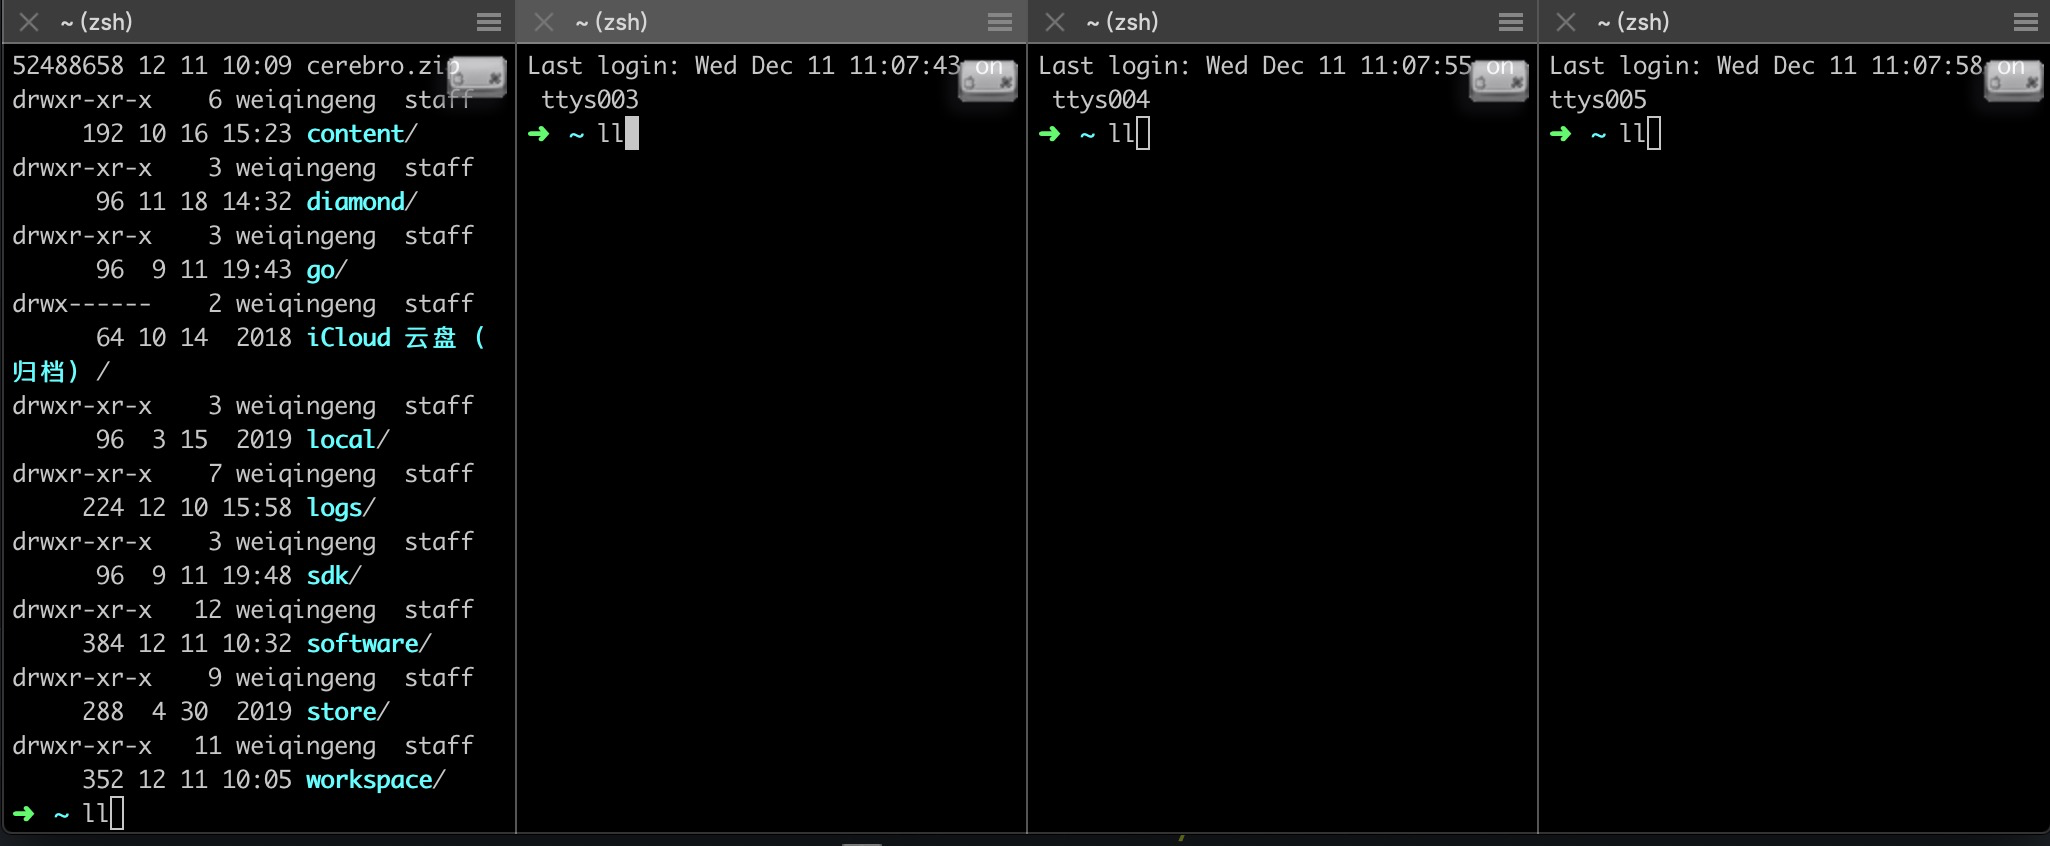 ~ (zsh)
52488658 12 11 10:09 cerebro.zip
drwxr-xr-x    6 weiqingeng  staff
     192 10 16 15:23 content/
drwxr-xr-x    3 weiqingeng  staff
      96 11 18 14:32 diamond/
drwxr-xr-x    3 weiqingeng  staff
      96  9 11 19:43 go/
drwx------    2 weiqingeng  staff
      64 10 14  2018 iCloud 云盘（
归档）/
drwxr-xr-x    3 weiqingeng  staff
      96  3 15  2019 local/
drwxr-xr-x    7 weiqingeng  staff
     224 12 10 15:58 logs/
drwxr-xr-x    3 weiqingeng  staff
      96  9 11 19:48 sdk/
drwxr-xr-x   12 weiqingeng  staff
     384 12 11 10:32 software/
drwxr-xr-x    9 weiqingeng  staff
     288  4 30  2019 store/
drwxr-xr-x   11 weiqingeng  staff
     352 12 11 10:05 workspace/
➜  ~ ll
~ (zsh)
Last login: Wed Dec 11 11:07:43 on
 ttys003
➜  ~ ll
~ (zsh)
Last login: Wed Dec 11 11:07:55 on
 ttys004
➜  ~ ll
~ (zsh)
Last login: Wed Dec 11 11:07:58 on
ttys005
➜  ~ ll